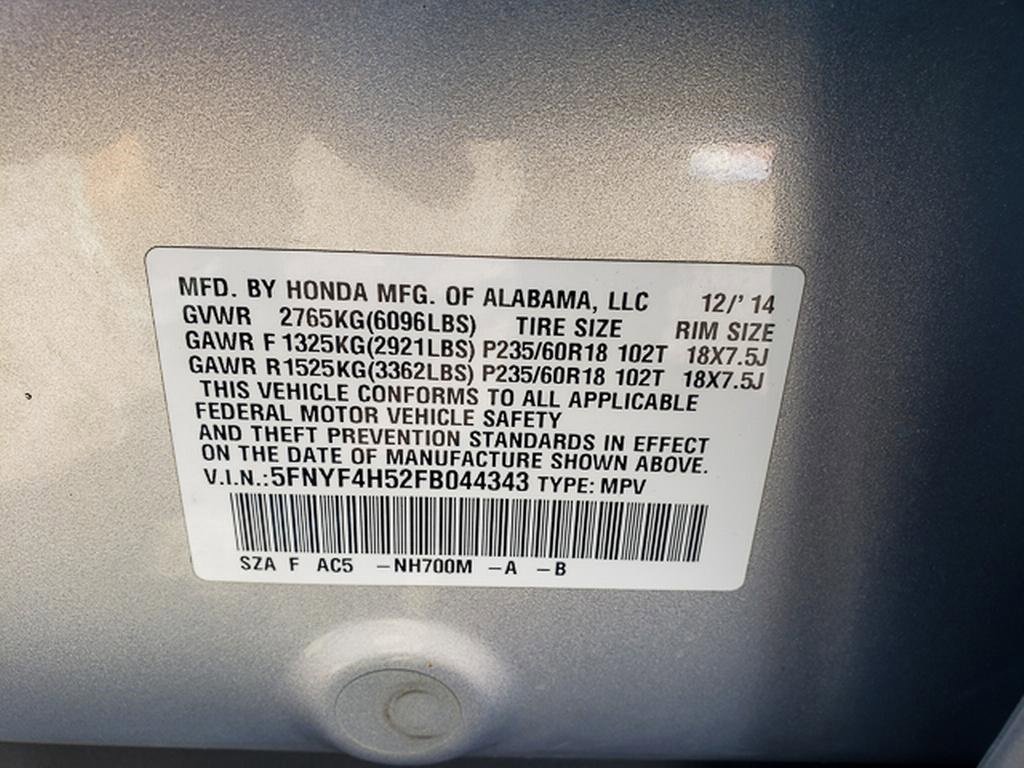 MFD. BY HONDA MFG. OF ALABAMA, LLC 12/' 14
GVWR 2765KG(6096LBS) TIRE SIZE RIM SIZE
GAWR F 1325KG(2921LBS) P235/60R18 102T 18X7.5J
GAWR R 1525KG(3362LBS) P235/60R18 102T 18X7.5J
THIS VEHICLE CONFORMS TO ALL APPLICABLE
FEDERAL MOTOR VEHICLE SAFETY
AND THEFT PREVENTION STANDARDS IN EFFECT
ON THE DATE OF MANUFACTURE SHOWN ABOVE.
V.I.N.:5FNYF4H52FB044343 TYPE: MPV
SZA F AC5 -NH700M -A -B